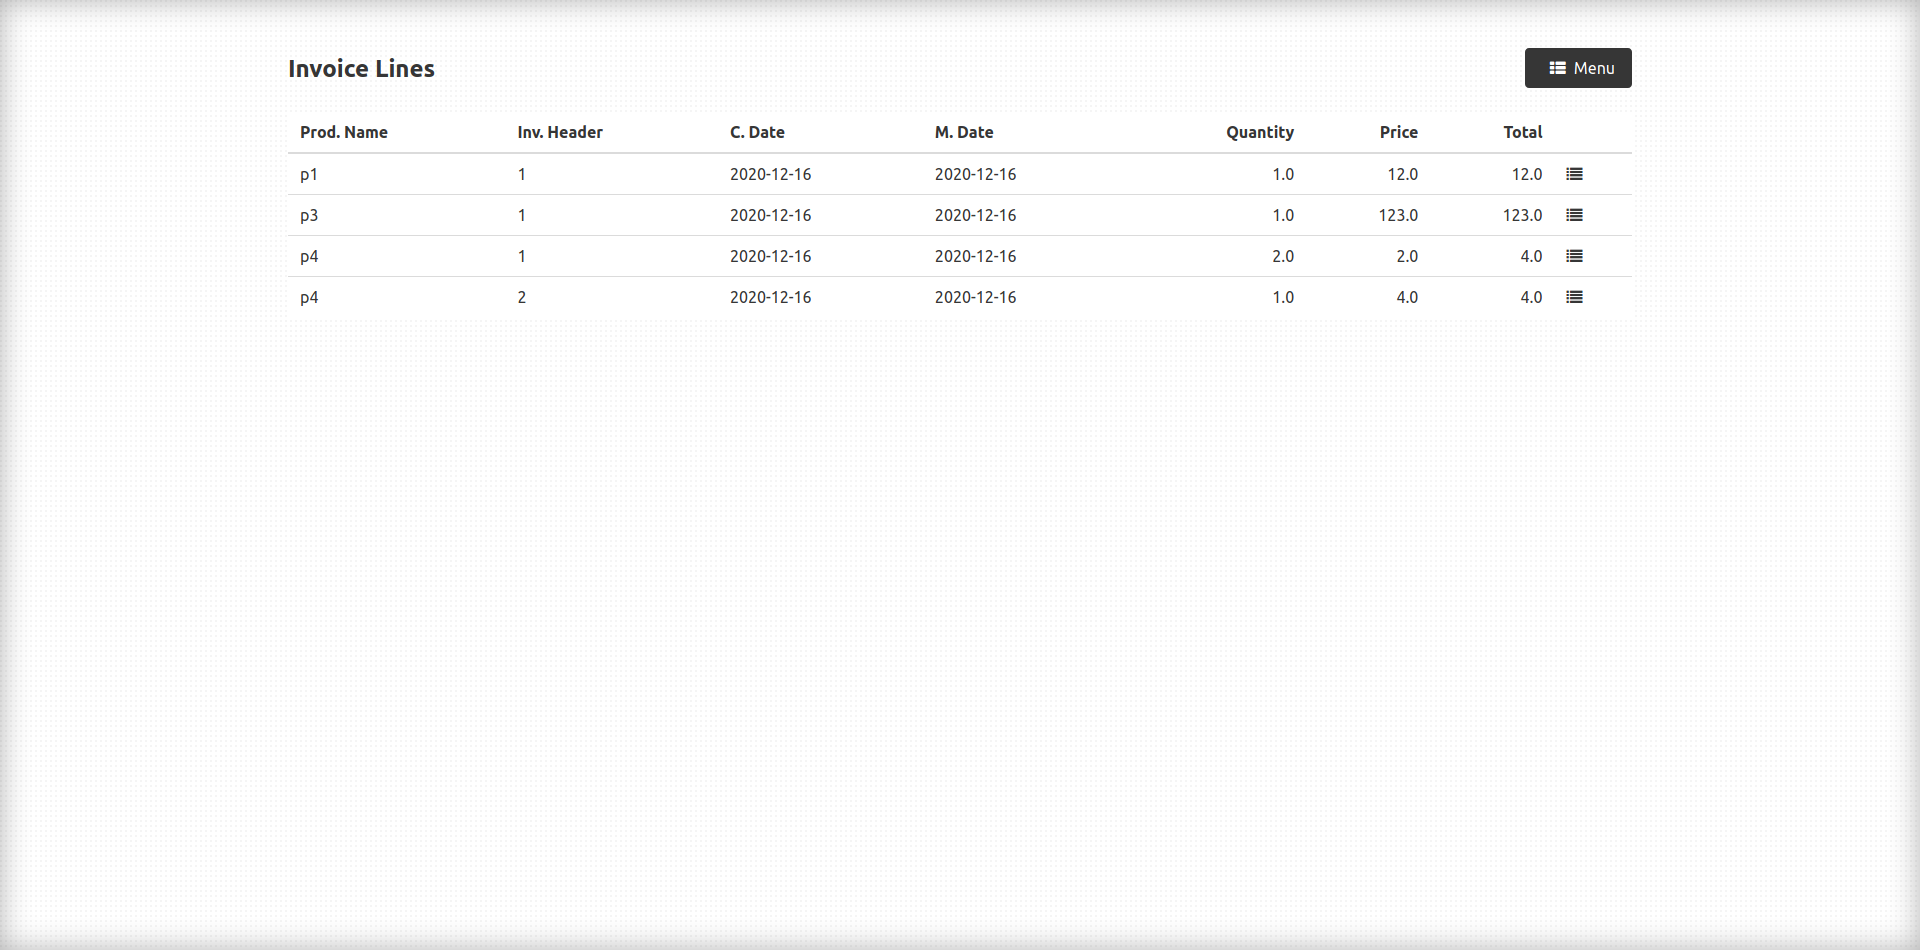 Invoice Lines
Menu
Prod. Name Inv. Header C. Date M. Date Quantity Price Total
p1 1 2020-12-16 2020-12-16 1.0 12.0 12.0
p3 1 2020-12-16 2020-12-16 1.0 123.0 123.0
p4 1 2020-12-16 2020-12-16 2.0 2.0 4.0
p4 2 2020-12-16 2020-12-16 1.0 4.0 4.0